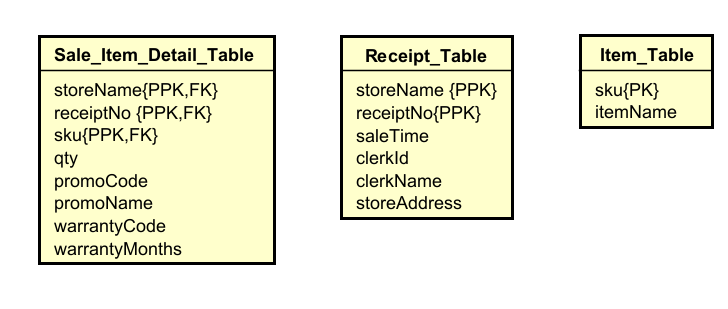 Sale_Item_Detail_Table
storeName{PPK,FK}
receiptNo {PPK,FK}
sku{PPK,FK}
qty
promoCode
promoName
warrantyCode
warrantyMonths
Receipt_Table
storeName {PPK}
receiptNo{PPK}
saleTime
clerkId
clerkName
storeAddress
Item_Table
sku{PK}
itemName